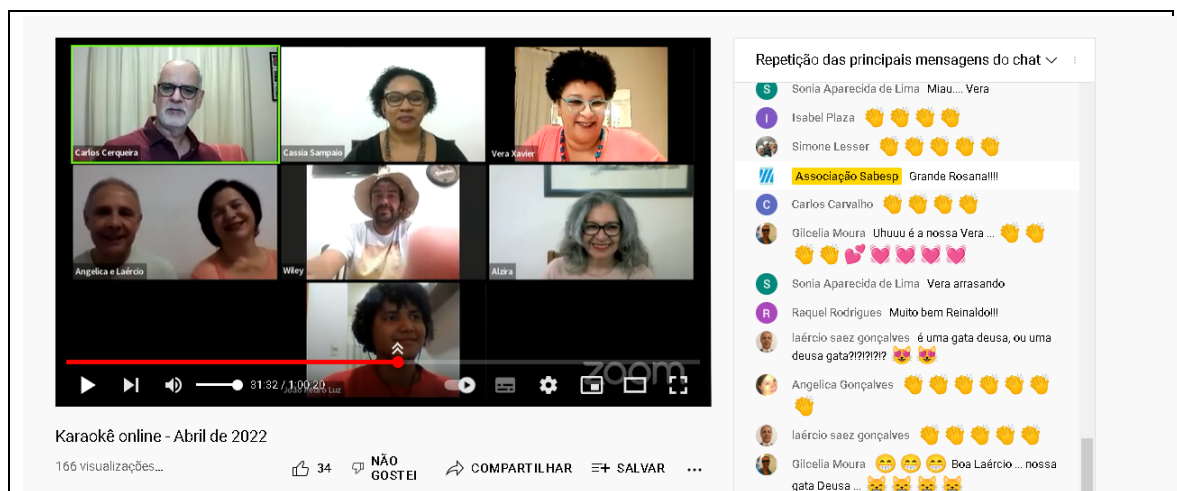 Carlos Cerqueira
Cassia Sampaio
Vera Xavier
Angelica e Laércio
Wiley
Alzira
João Pedro Luz
zoom
31:32 / 1:00:20
Karaokê online - Abril de 2022
166 visualizações...
34
NÃO GOSTEI
COMPARTILHAR
SALVAR
Repetição das principais mensagens do chat
S Sonia Aparecida de Lima Miau.... Vera
I Isabel Plaza 👏 👏 👏 👏
Simone Lesser 👏 👏 👏 👏 👏
Associação Sabesp Grande Rosana!!!!
C Carlos Carvalho 👏 👏 👏 👏
Gilcelia Moura Uhuuu é a nossa Vera ... 👏 👏
👏 👏 💕 💓 💓 💓 💓
S Sonia Aparecida de Lima Vera arrasando
R Raquel Rodrigues Muito bem Reinaldo!!!
laércio saez gonçalves é uma gata deusa, ou uma
deusa gata?!?!?!?!? 😻 😻
Angelica Gonçalves 👏 👏 👏 👏 👏 👏
👏
laércio saez gonçalves 👏 👏 👏 👏 👏
Gilcelia Moura 😁 😁 😁 Boa Laércio ... nossa
gata Deusa ... 😸 😸 😸 😸